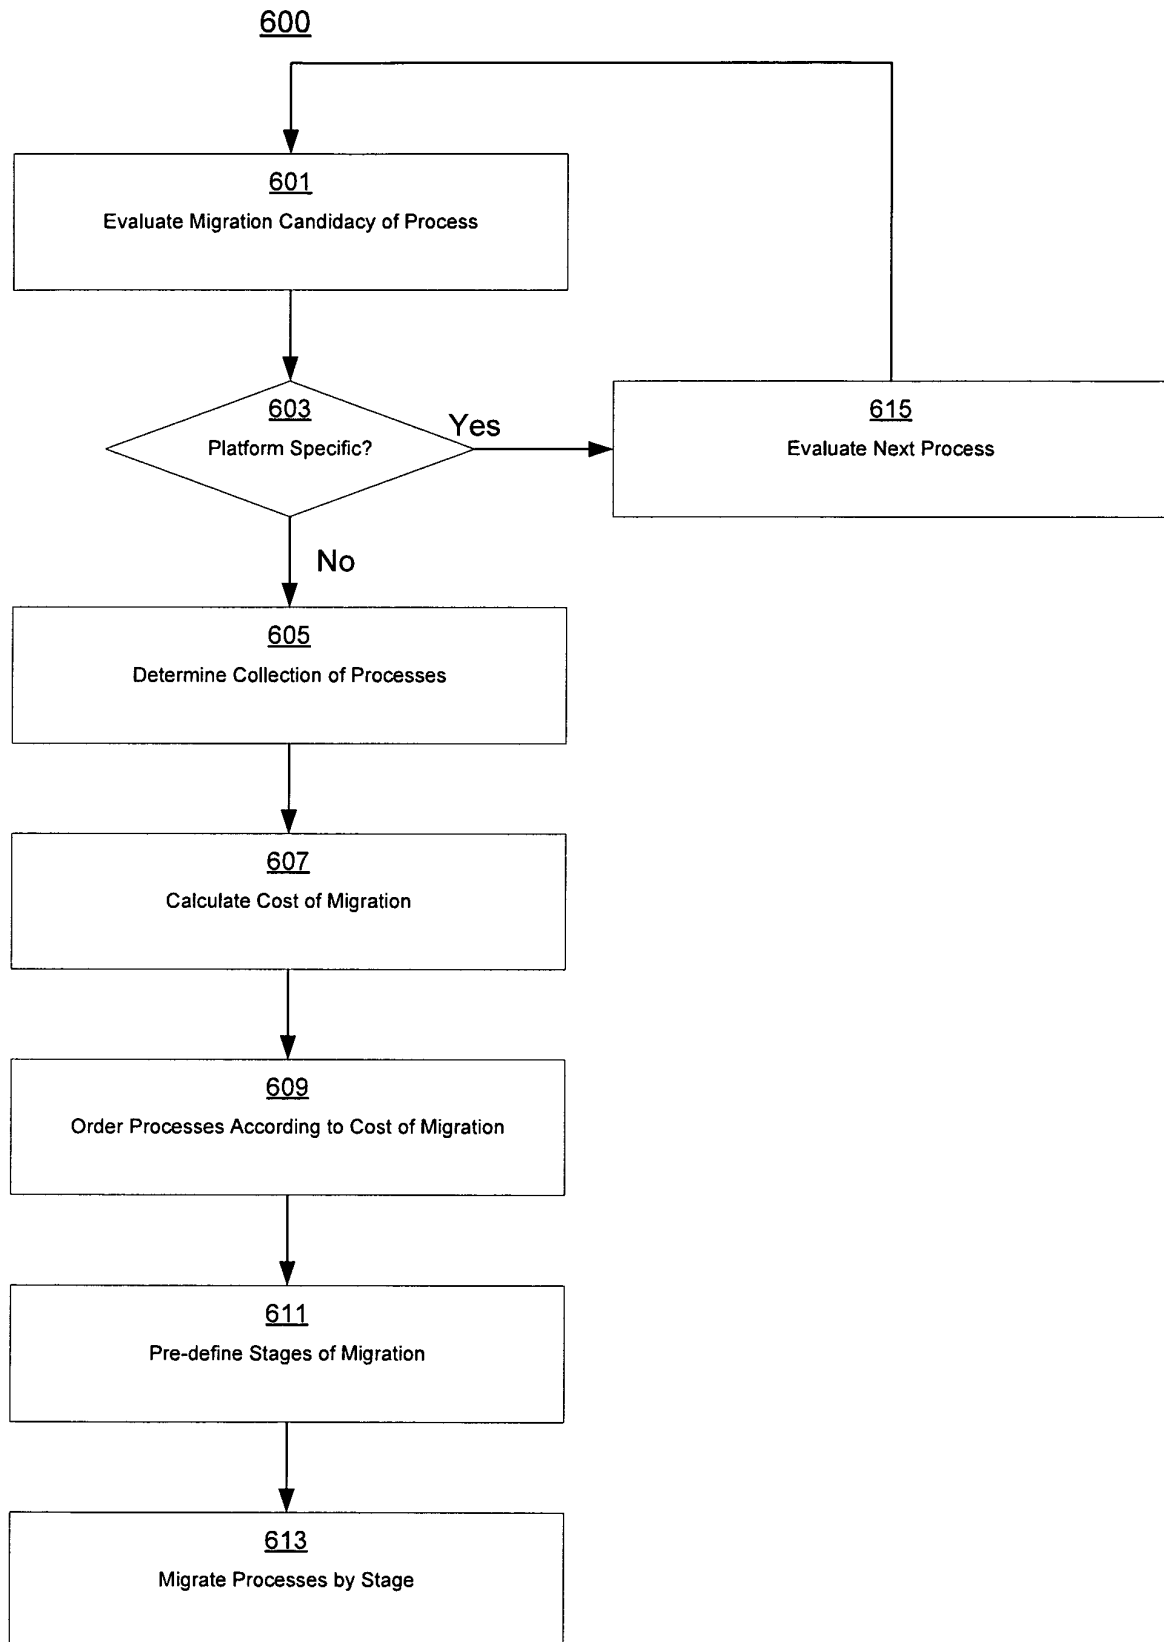 600
601
Evaluate Migration Candidacy of Process
603
Platform Specific?
Yes
615
Evaluate Next Process
No
605
Determine Collection of Processes
607
Calculate Cost of Migration
609
Order Processes According to Cost of Migration
611
Pre-define Stages of Migration
613
Migrate Processes by Stage